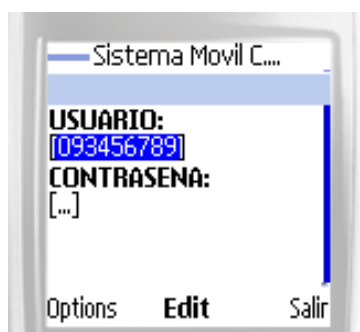 Sistema Movil C....
USUARIO:
[093456789]
CONTRASENA:
[...]
Options Edit Salir